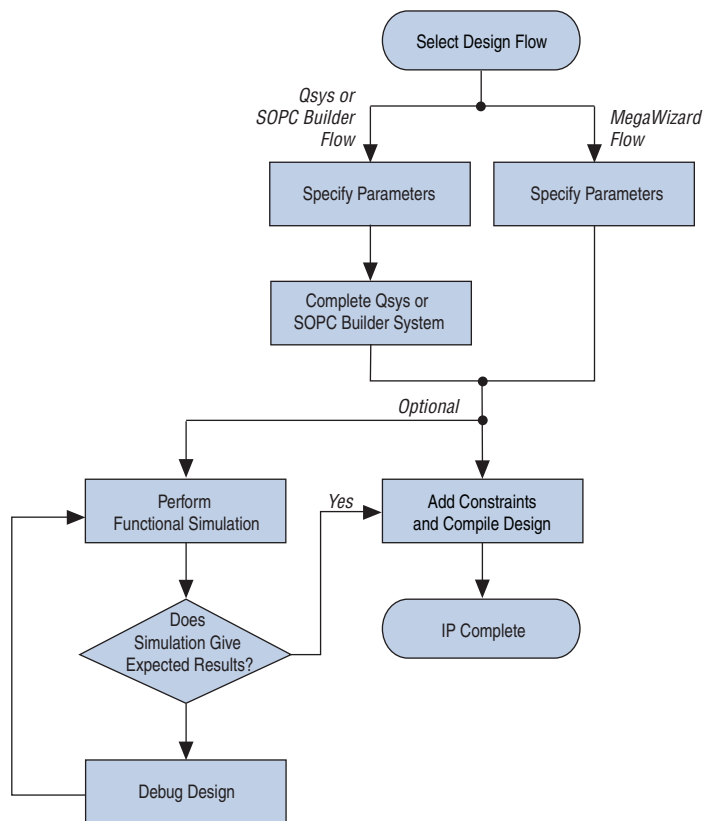 Select Design Flow
Qsys or
SOPC Builder
Flow
MegaWizard
Flow
Specify Parameters
Specify Parameters
Complete Qsys or
SOPC Builder System
Optional
Perform
Functional Simulation
Yes
Add Constraints
and Compile Design
Does
Simulation Give
Expected Results?
IP Complete
Debug Design